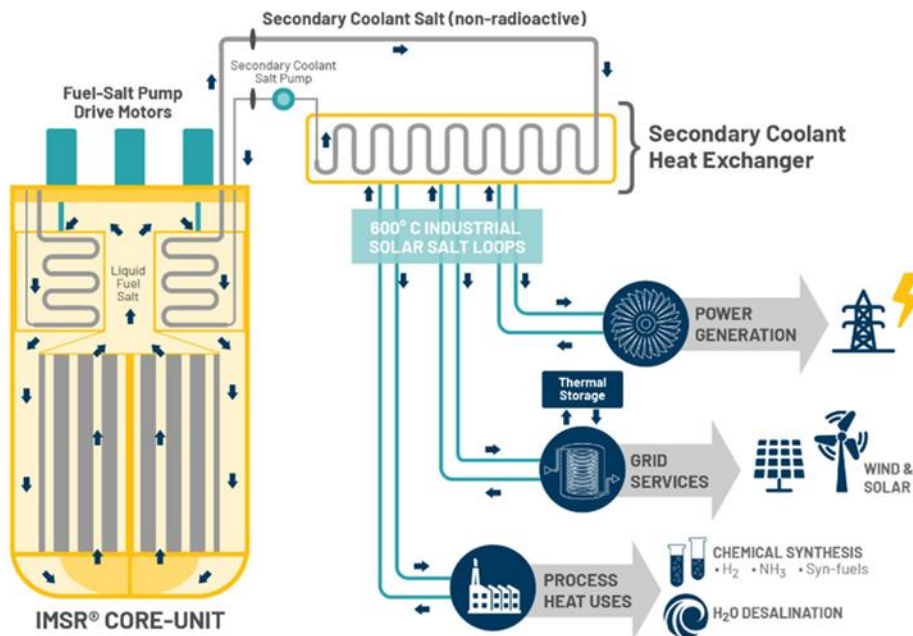 Secondary Coolant Salt (non-radioactive)
Secondary Coolant
Salt Pump
Fuel-Salt Pump
Drive Motors
Secondary Coolant
Heat Exchanger
600° C INDUSTRIAL
SOLAR SALT LOOPS
Liquid
Fuel
Salt
POWER
GENERATION
Thermal
Storage
GRID
SERVICES
WIND &
SOLAR
PROCESS
HEAT USES
CHEMICAL SYNTHESIS
• H₂ • NH₃ • Syn-fuels
H₂O DESALINATION
IMSR® CORE-UNIT